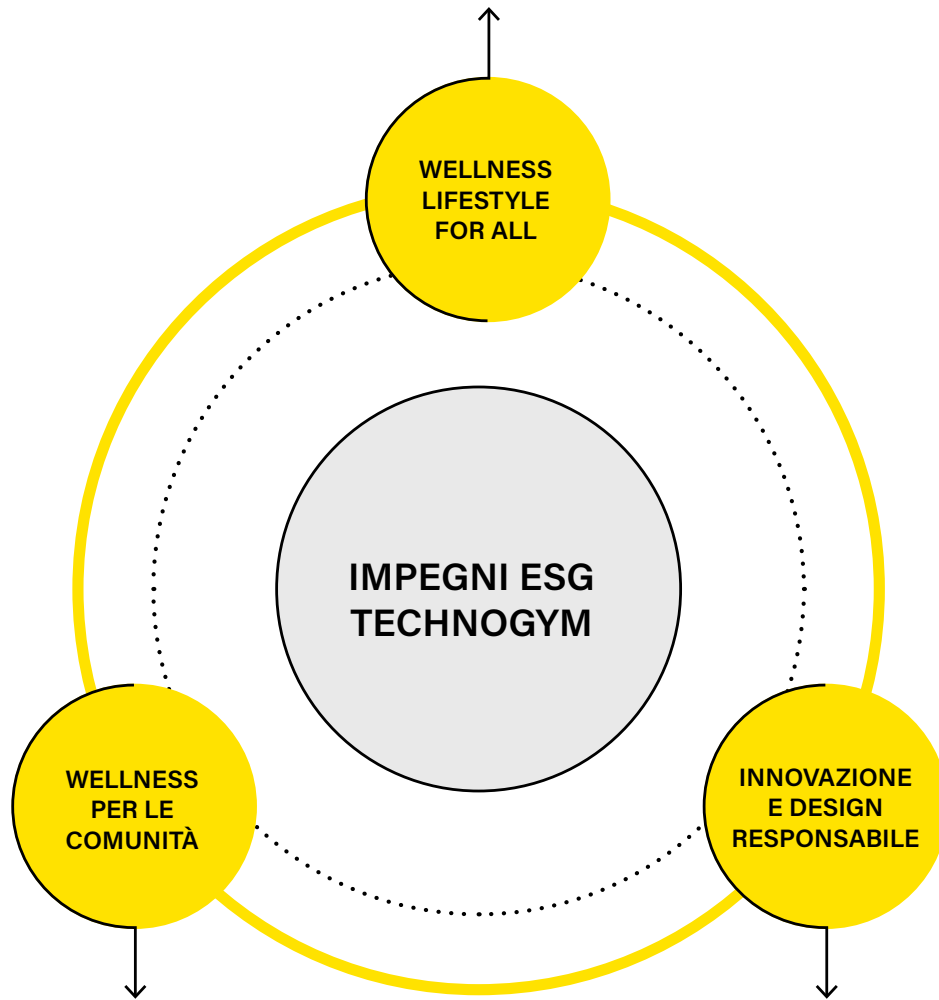 WELLNESS
LIFESTYLE
FOR ALL
IMPEGNI ESG
TECHNOGYM
WELLNESS
PER LE
COMUNITÀ
INNOVAZIONE
E DESIGN
RESPONSABILE